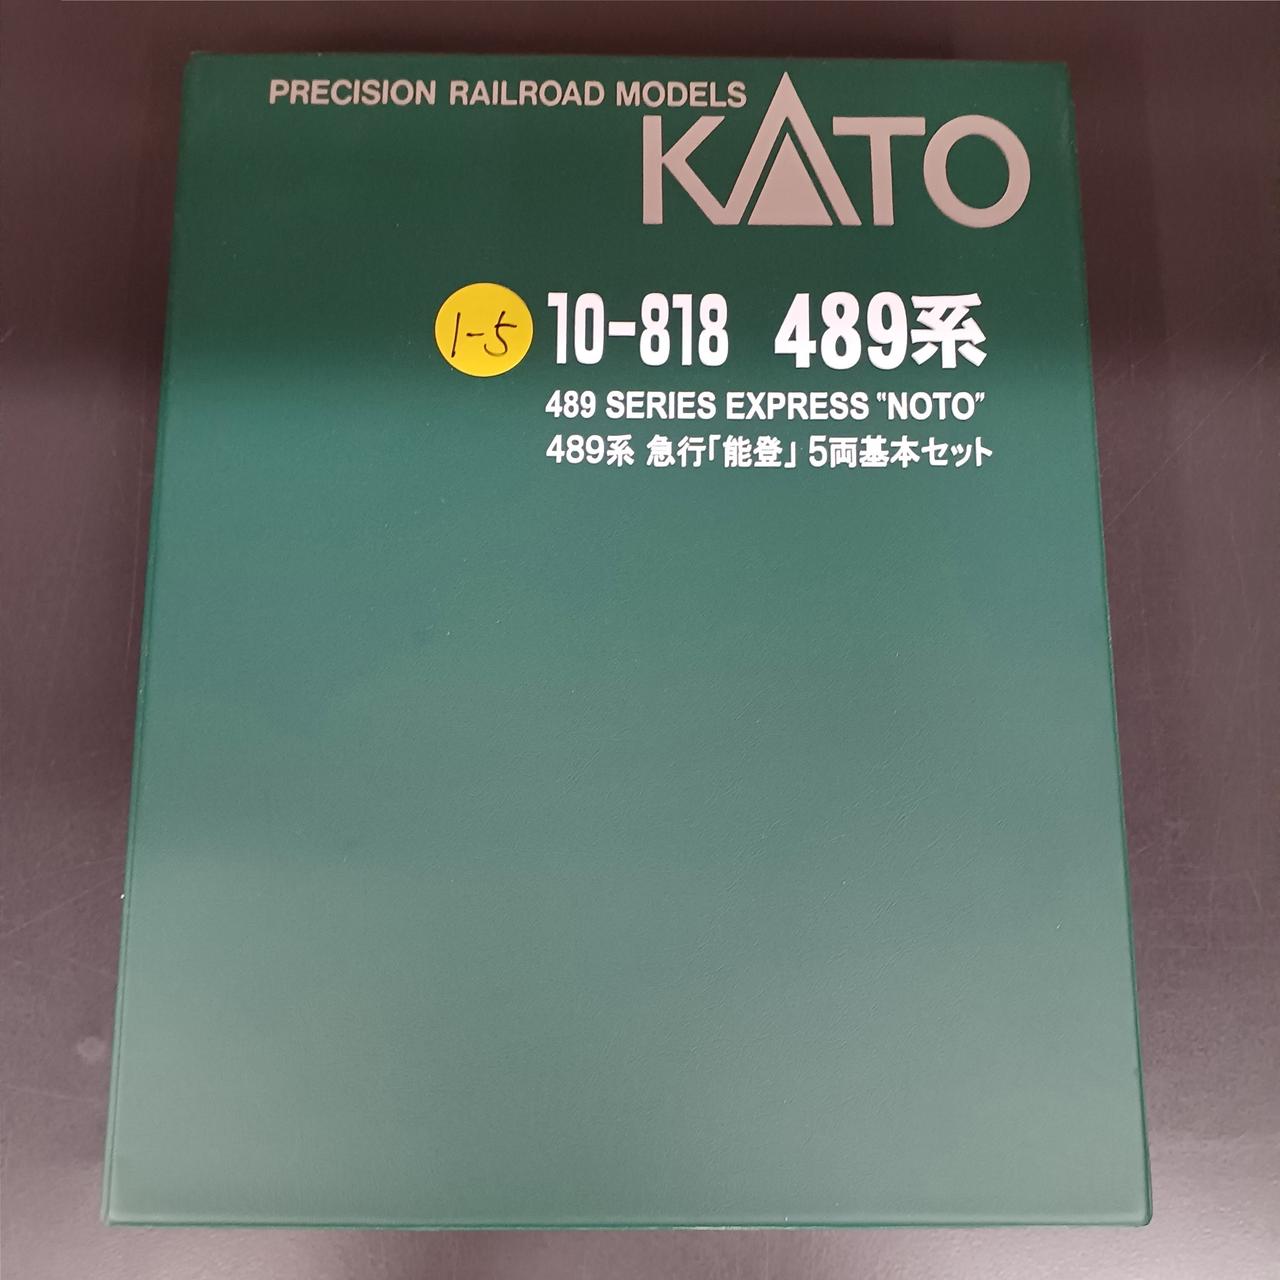 PRECISION RAILROAD MODELS
KATO
1-5
10-818 489系
489 SERIES EXPRESS "NOTO"
489系 急行「能登」 5両基本セット